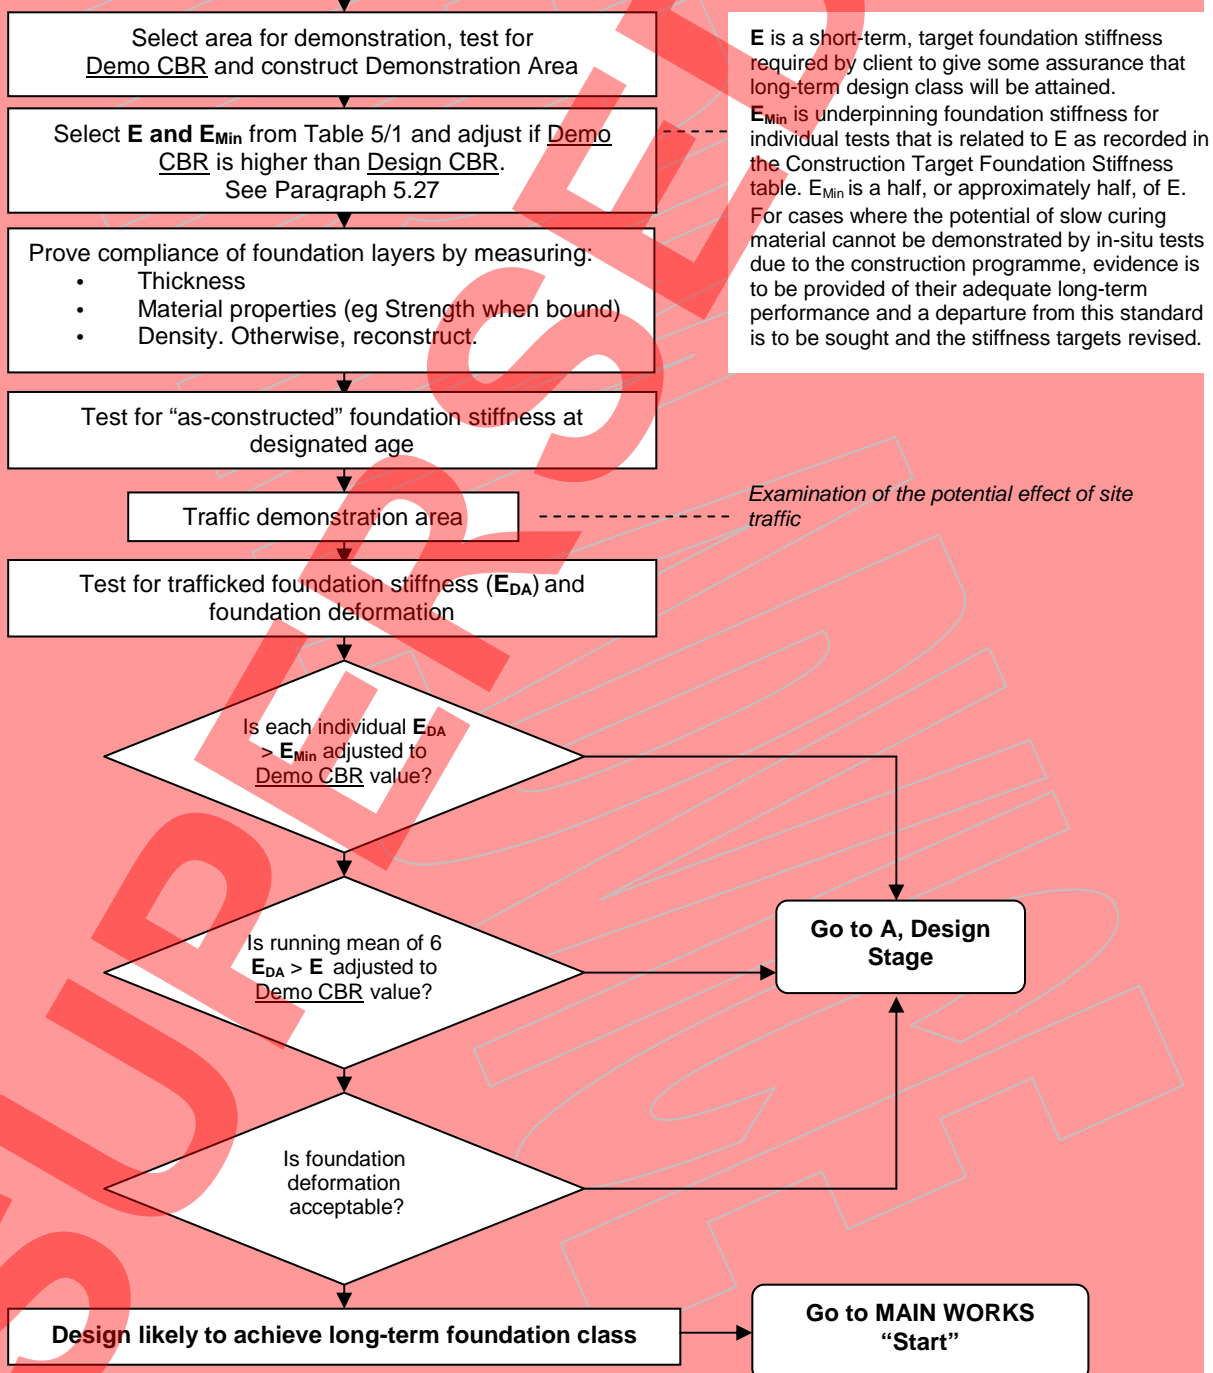 Select area for demonstration, test for
Demo CBR and construct Demonstration Area
Select E and EMin from Table 5/1 and adjust if Demo
CBR is higher than Design CBR.
See Paragraph 5.27
E is a short-term, target foundation stiffness
required by client to give some assurance that
long-term design class will be attained.
EMin is underpinning foundation stiffness for
individual tests that is related to E as recorded in
the Construction Target Foundation Stiffness
table. EMin is a half, or approximately half, of E.
For cases where the potential of slow curing
material cannot be demonstrated by in-situ tests
due to the construction programme, evidence is
to be provided of their adequate long-term
performance and a departure from this standard
is to be sought and the stiffness targets revised.
Prove compliance of foundation layers by measuring:
• Thickness
• Material properties (eg Strength when bound)
• Density. Otherwise, reconstruct.
Test for “as-constructed” foundation stiffness at
designated age
Traffic demonstration area
Examination of the potential effect of site
traffic
Test for trafficked foundation stiffness (EDA) and
foundation deformation
Is each individual EDA
> EMin adjusted to
Demo CBR value?
Is running mean of 6
EDA > E adjusted to
Demo CBR value?
Go to A, Design
Stage
Is foundation
deformation
acceptable?
Design likely to achieve long-term foundation class
Go to MAIN WORKS
“Start”
SUPERSED